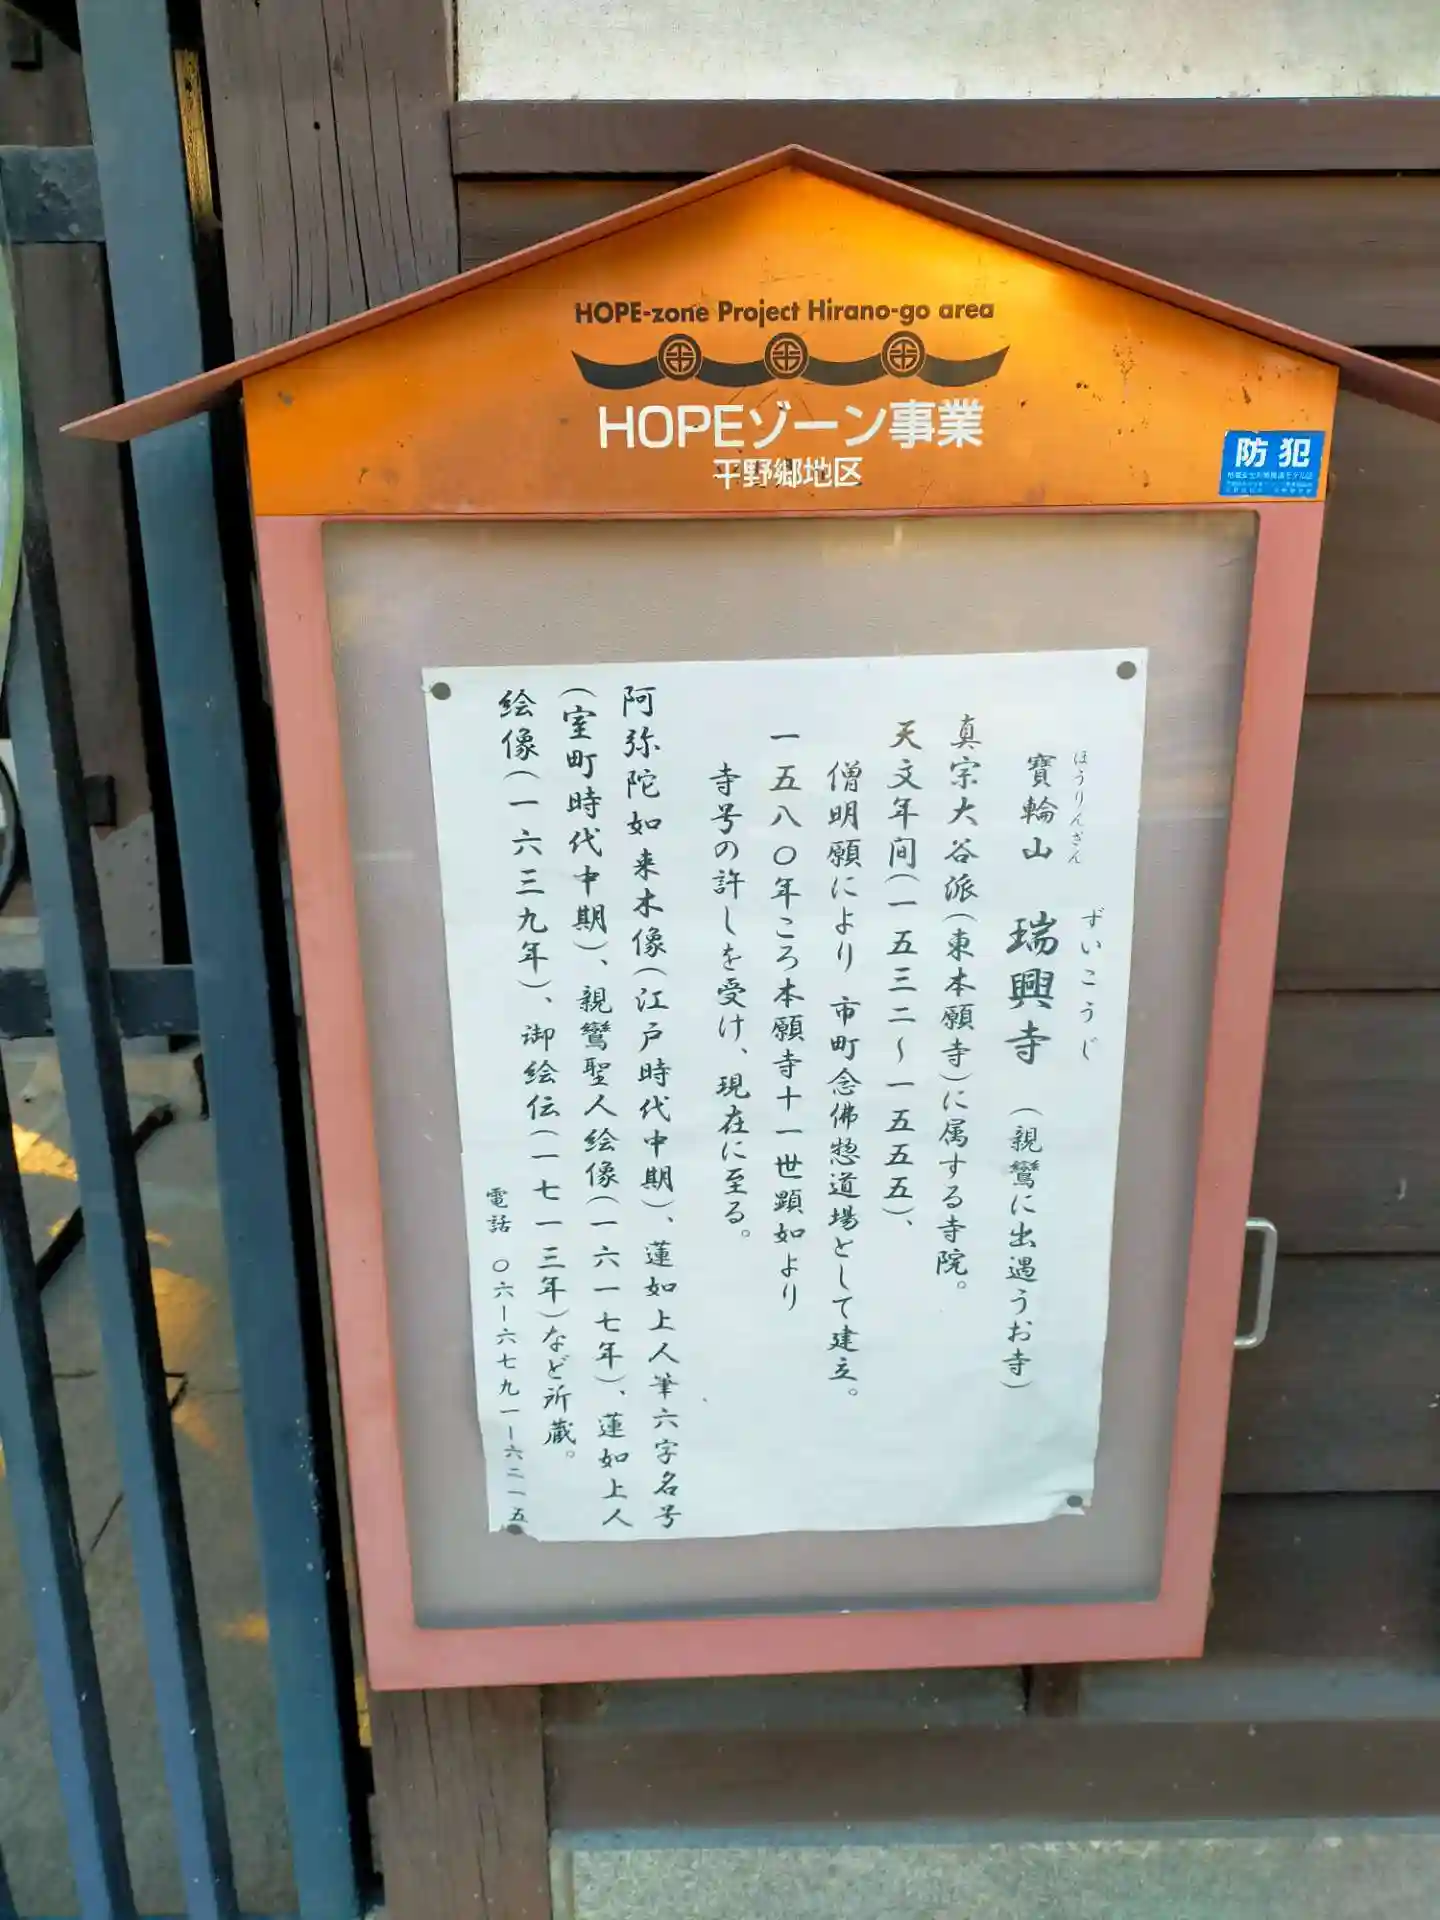 HOPE-zone Project Hirano-go area
HOPEゾーン事業
平野郷地区
防犯
ほうりんざん ずいこうじ
寶輪山 瑞興寺 (親鸞に出遇うお寺)
真宗大谷派(東本願寺)に属する寺院。
天文年間(一五三二〜一五五五)、
僧明願により 市町念佛惣道場として建立。
一五八〇年ころ本願寺十一世顕如より
寺号の許しを受け、現在に至る。
阿弥陀如来木像(江戸時代中期)、蓮如上人筆六字名号
(室町時代中期)、親鸞聖人絵像(一六一七年)、蓮如上人
絵像(一六三九年)、御絵伝(一七一三年)など所蔵。
電話 〇六ー六七九一ー六二一五